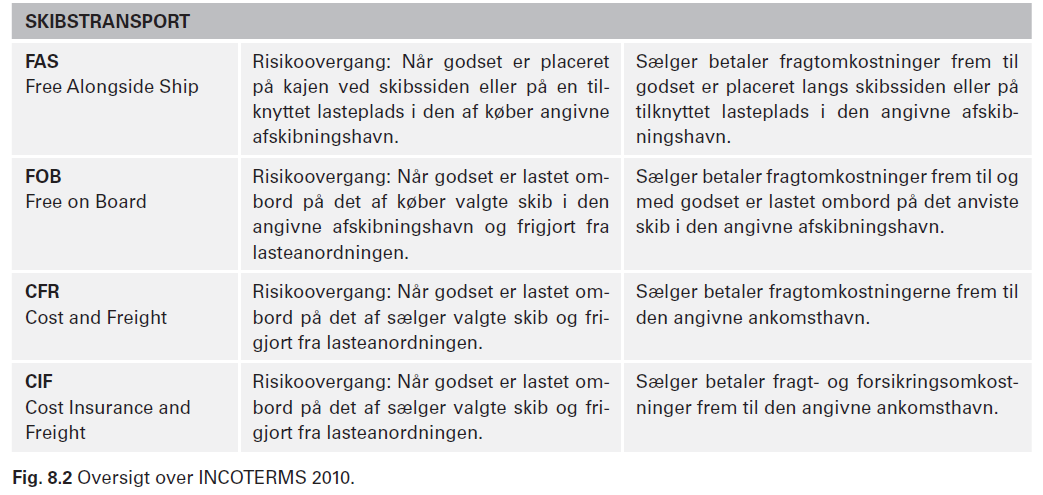 SKIBSTRANSPORT
FAS
Free Alongside Ship
Risikoovergang: Når godset er placeret
på kajen ved skibssiden eller på en til-
knyttet lasteplads i den af køber angivne
afskibningshavn.
Sælger betaler fragtomkostninger frem til
godset er placeret langs skibssiden eller på
tilknyttet lasteplads i den angivne afskib-
ningshavn.
FOB
Free on Board
Risikoovergang: Når godset er lastet om-
bord på det af køber valgte skib i den
angivne afskibningshavn og frigjort fra
lasteanordningen.
Sælger betaler fragtomkostninger frem til og
med godset er lastet ombord på det anviste
skib i den angivne afskibningshavn.
CFR
Cost and Freight
Risikoovergang: Når godset er lastet om-
bord på det af sælger valgte skib og fri-
gjort fra lasteanordningen.
Sælger betaler fragtomkostningerne frem til
den angivne ankomsthavn.
CIF
Cost Insurance and
Freight
Risikoovergang: Når godset er lastet om-
bord på det af sælger valgte skib og fri-
gjort fra lasteanordningen.
Sælger betaler fragt- og forsikringsomkost-
ninger frem til den angivne ankomsthavn.
Fig. 8.2 Oversigt over INCOTERMS 2010.